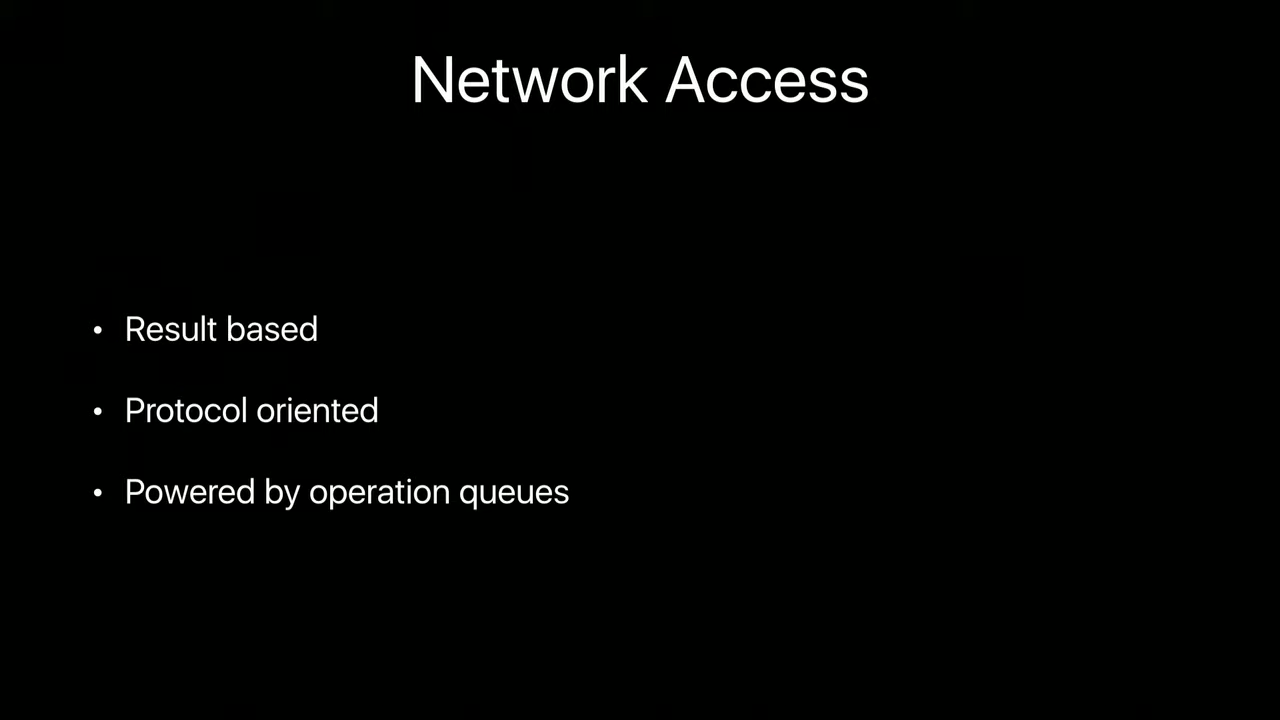 Network Access
• Result based
• Protocol oriented
• Powered by operation queues